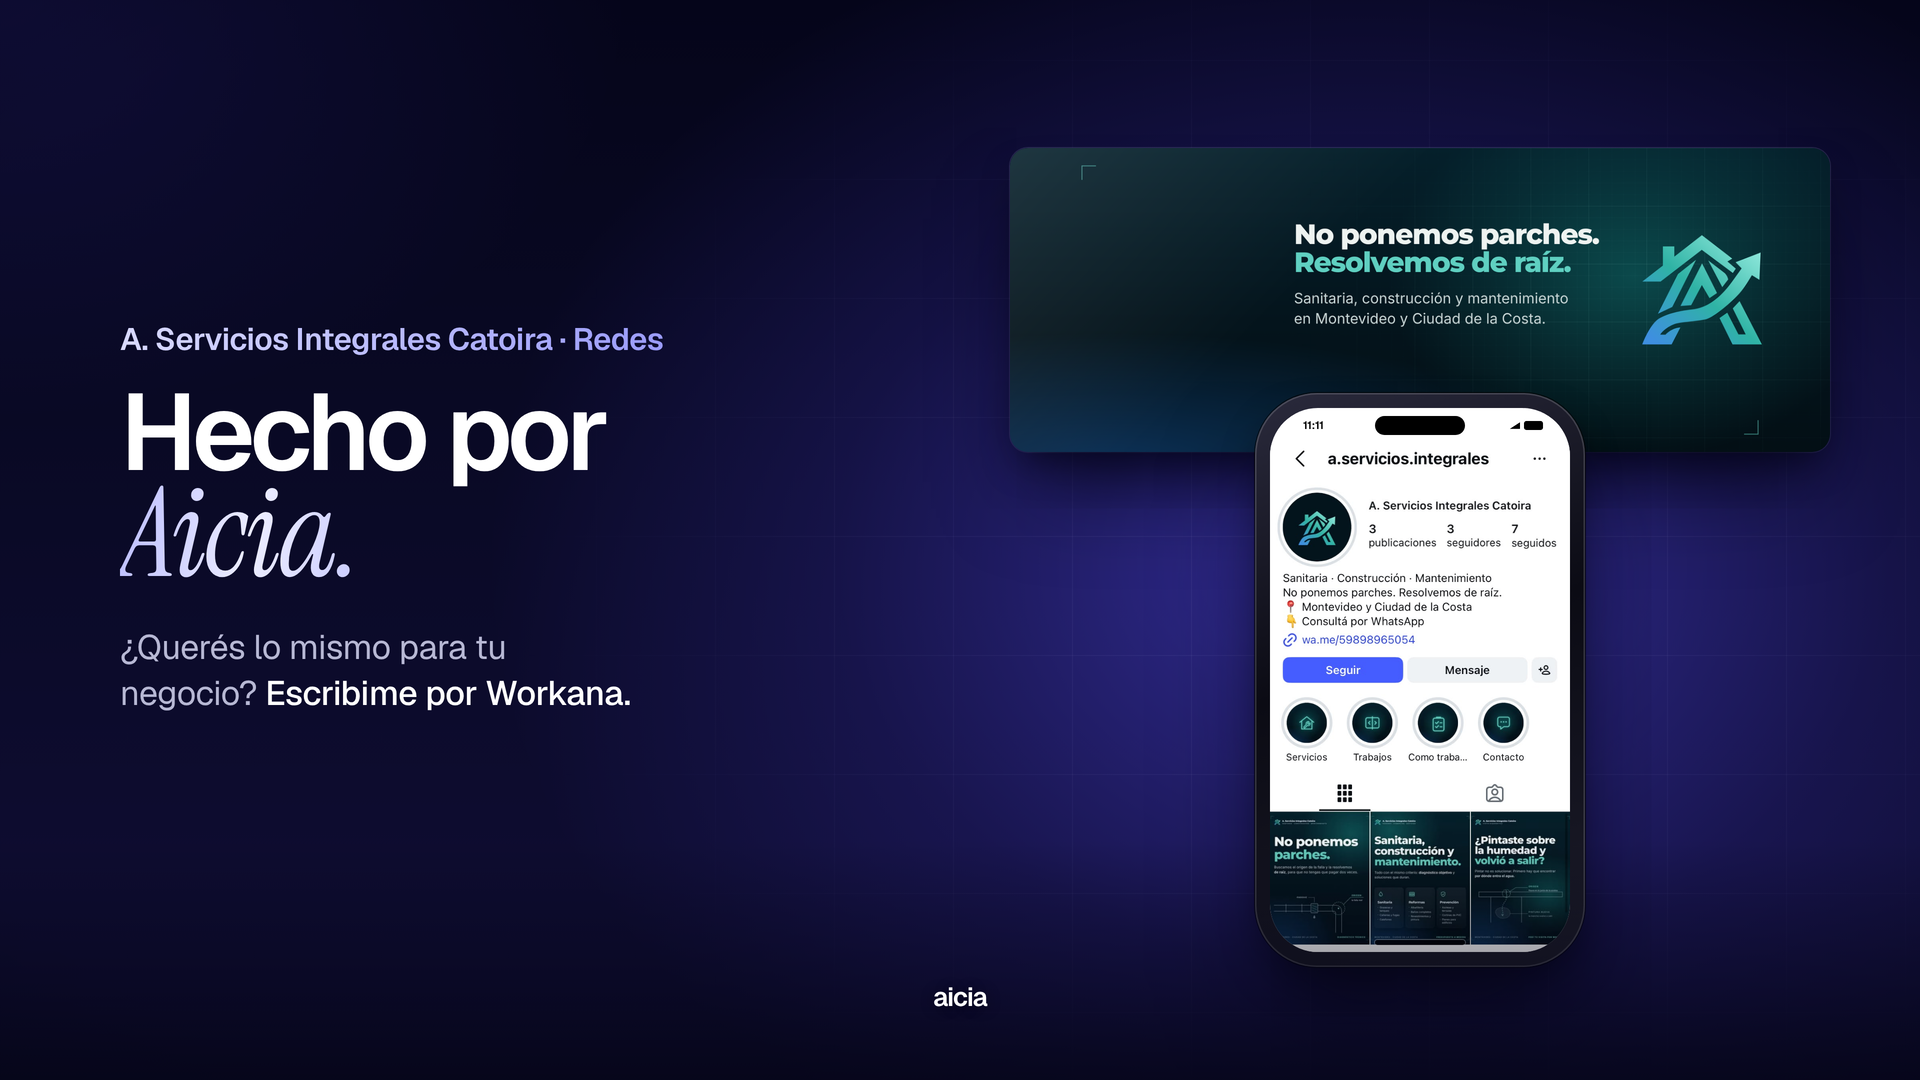 A. Servicios Integrales Catoira · Redes
Hecho por
Aicia.
¿Querés lo mismo para tu
negocio? Escribime por Workana.
No ponemos parches.
Resolvemos de raíz.
Sanitaria, construcción y mantenimiento
en Montevideo y Ciudad de la Costa.
11:11
a.servicios.integrales
A. Servicios Integrales Catoira
3 3 7
publicaciones seguidores seguidos
Sanitaria · Construcción · Mantenimiento
No ponemos parches. Resolvemos de raíz.
Montevideo y Ciudad de la Costa
Consultá por WhatsApp
wa.me/59898965054
Seguir Mensaje
Servicios Trabajos Como traba... Contacto
No ponemos
parches.
Sanitaria,
construcción y
mantenimiento.
Sanitaria Reformas Prevención
¿Pintaste sobre
la humedad y
volvió a salir?
aicia